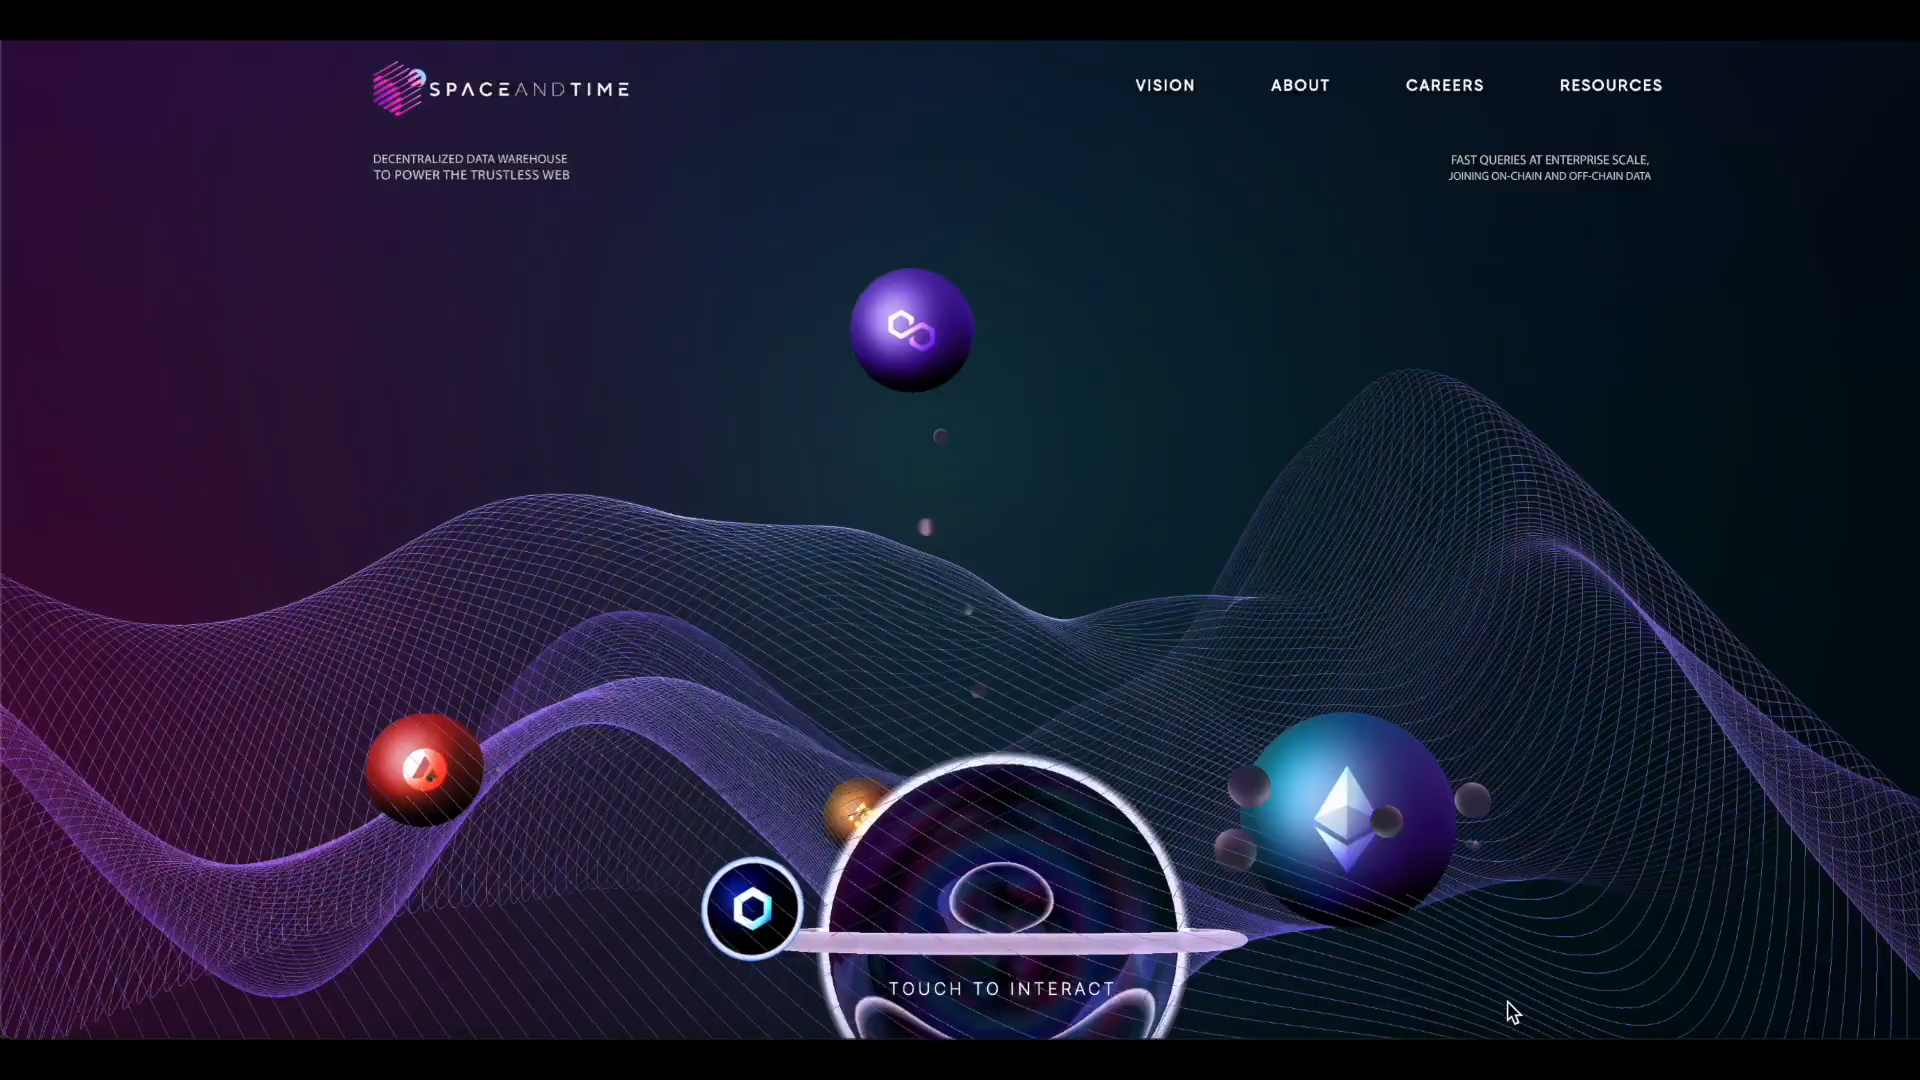 SPACEANDTIME
VISION
ABOUT
CAREERS
RESOURCES
DECENTRALIZED DATA WAREHOUSE
TO POWER THE TRUSTLESS WEB
FAST QUERIES AT ENTERPRISE SCALE,
JOINING ON-CHAIN AND OFF-CHAIN DATA
TOUCH TO INTERACT